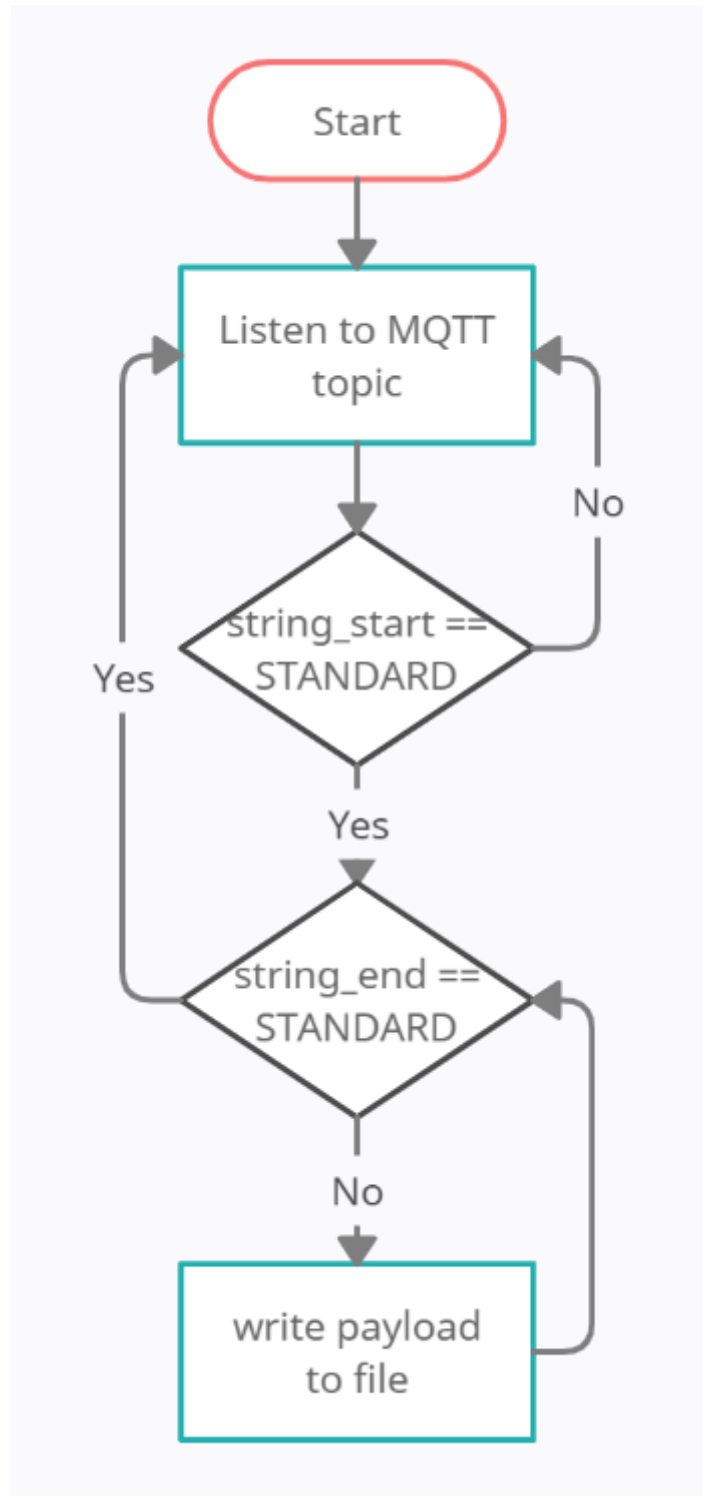 Start
Listen to MQTT
topic
No
string_start ==
STANDARD
Yes
Yes
string_end ==
STANDARD
No
write payload
to file